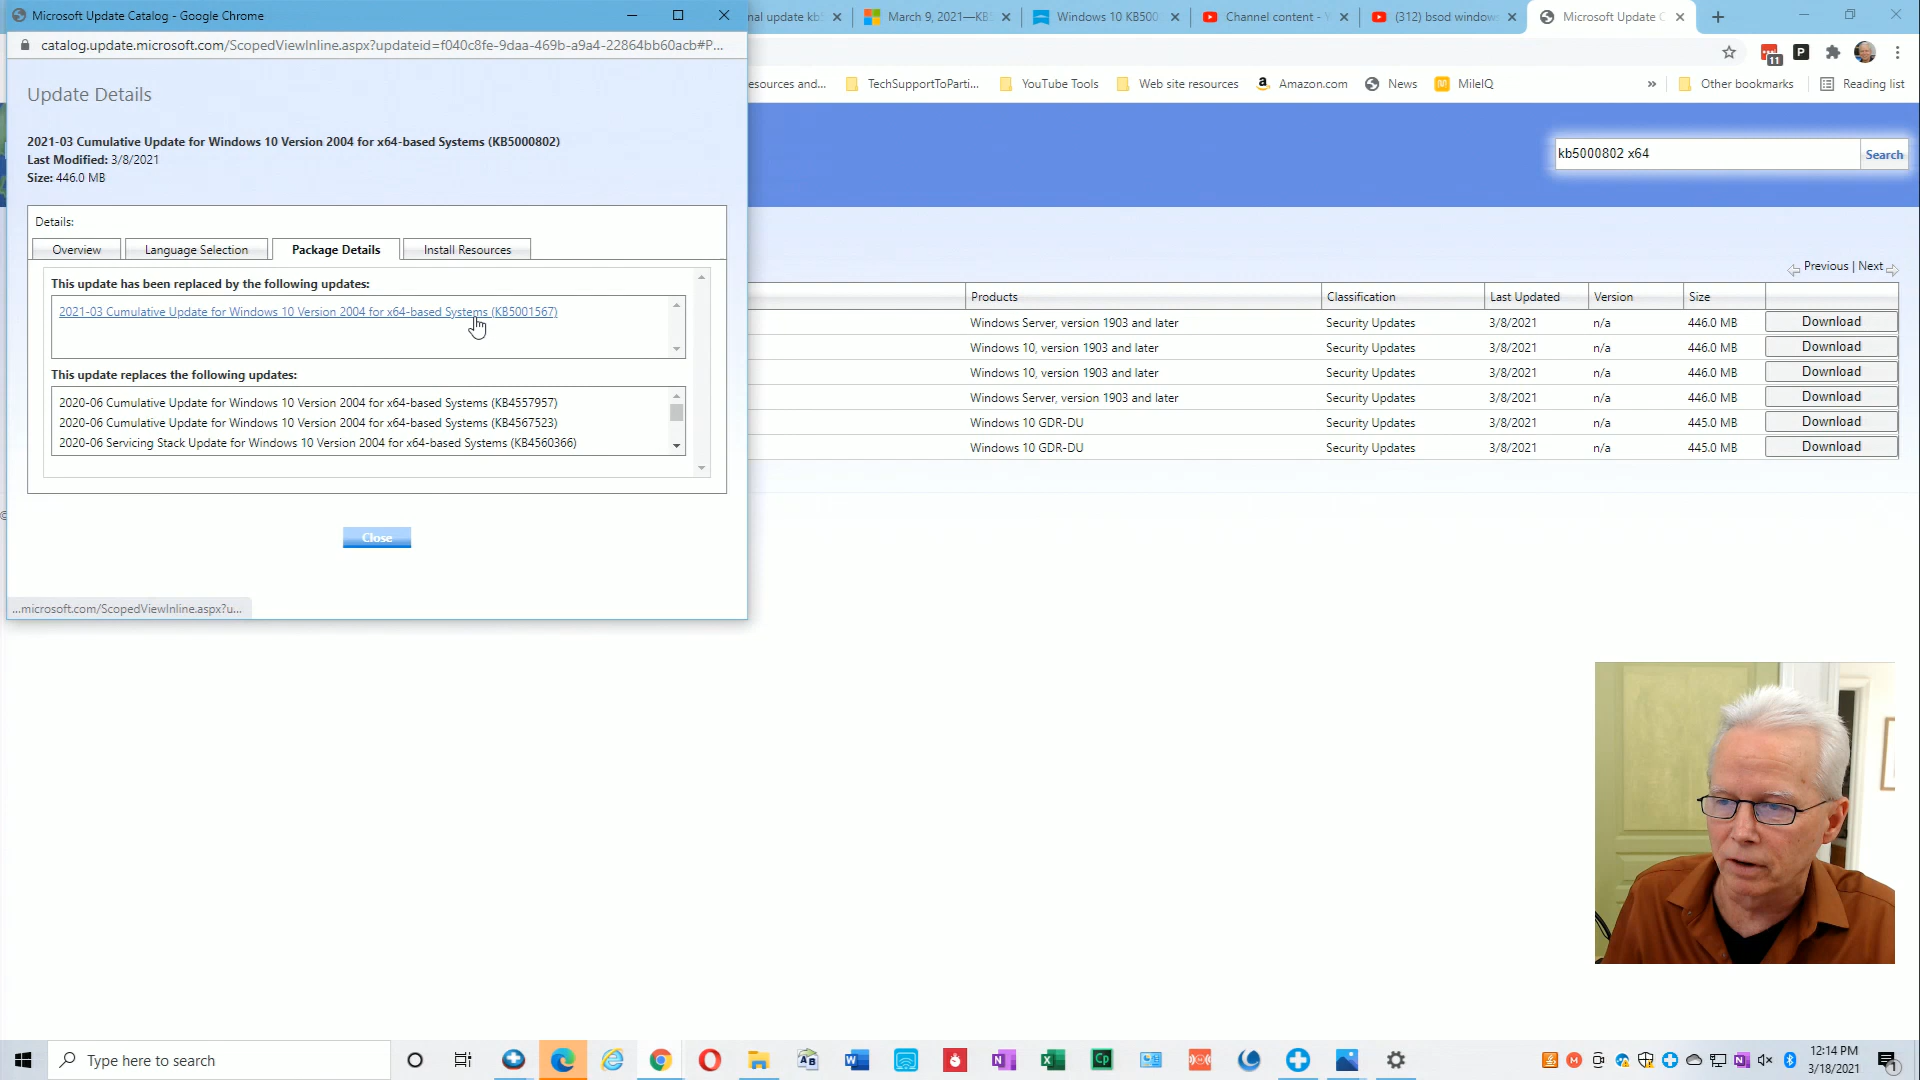 Microsoft Update Catalog - Google Chrome
nal update kb
March 9, 2021—KB5
Windows 10 KB500
Channel content - Y
(312) bsod window
Microsoft Update C
catalog.update.microsoft.com/ScopedViewInline.aspx?updateid=f040c8fe-9daa-469b-a9a4-22864bb60acb#P...
11
P
esources and...
TechSupportToParti...
YouTube Tools
Web site resources
Amazon.com
News
MileIQ
»
Other bookmarks
Reading list
Update Details
2021-03 Cumulative Update for Windows 10 Version 2004 for x64-based Systems (KB5000802)
Last Modified: 3/8/2021
Size: 446.0 MB
kb5000802 x64
Search
Details:
Overview
Language Selection
Package Details
Install Resources
This update has been replaced by the following updates:
2021-03 Cumulative Update for Windows 10 Version 2004 for x64-based Systems (KB5001567)
This update replaces the following updates:
2020-06 Cumulative Update for Windows 10 Version 2004 for x64-based Systems (KB4557957)
2020-06 Cumulative Update for Windows 10 Version 2004 for x64-based Systems (KB4567523)
2020-06 Servicing Stack Update for Windows 10 Version 2004 for x64-based Systems (KB4560366)
Close
...microsoft.com/ScopedViewInline.aspx?u...
Previous | Next
Products Classification Last Updated Version Size
Windows Server, version 1903 and later Security Updates 3/8/2021 n/a 446.0 MB Download
Windows 10, version 1903 and later Security Updates 3/8/2021 n/a 446.0 MB Download
Windows 10, version 1903 and later Security Updates 3/8/2021 n/a 446.0 MB Download
Windows Server, version 1903 and later Security Updates 3/8/2021 n/a 446.0 MB Download
Windows 10 GDR-DU Security Updates 3/8/2021 n/a 445.0 MB Download
Windows 10 GDR-DU Security Updates 3/8/2021 n/a 445.0 MB Download
Type here to search
12:14 PM
3/18/2021
1